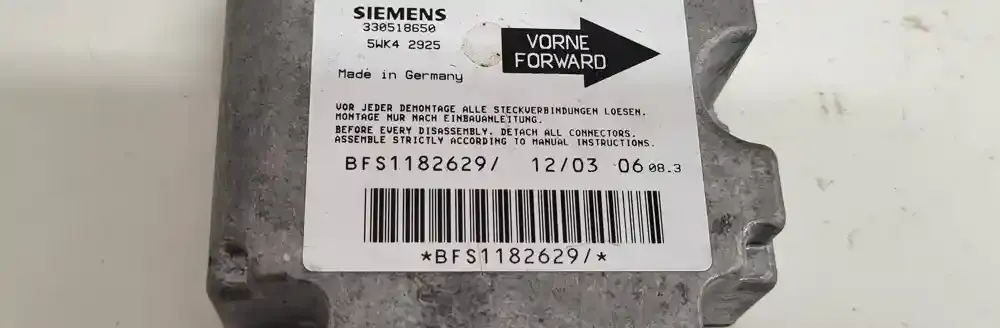 SIEMENS
330518650
5WK4 2925
VORNE
FORWARD
Made in Germany
VOR JEDER DEMONTAGE ALLE STECKVERBINDUNGEN LOESEN.
MONTAGE NUR NACH EINBAUANLEITUNG.
BEFORE EVERY DISASSEMBLY, DETACH ALL CONNECTORS.
ASSEMBLE STRICTLY ACCORDING TO MANUAL INSTRUCTIONS.
BFS1182629/ 12/03 06 08.3
*BFS1182629/*